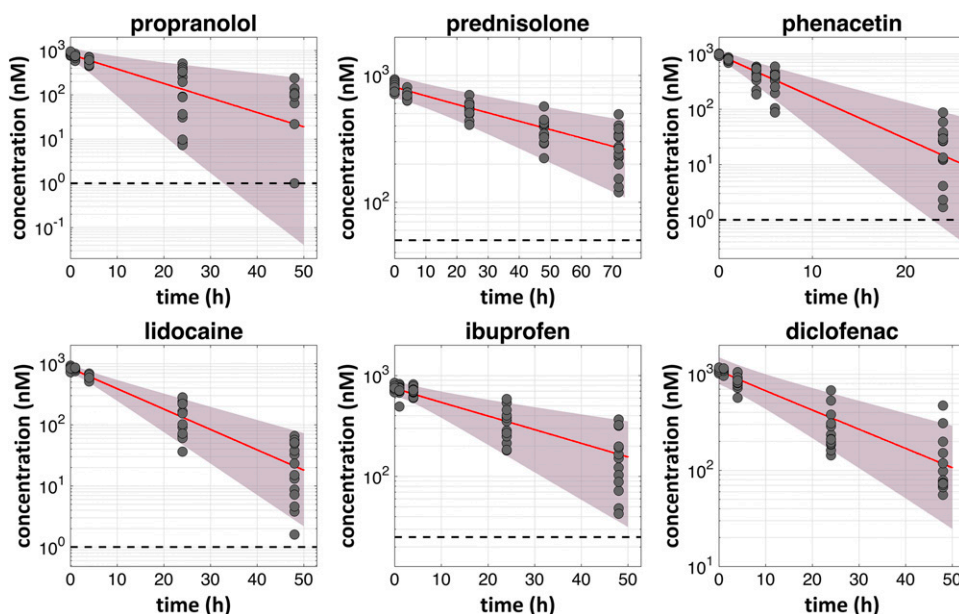 propranolol
concentration (nM)
10³
10²
10¹
10⁰
10⁻¹
0 10 20 30 40 50
time (h)
prednisolone
concentration (nM)
10³
10²
0 10 20 30 40 50 60 70
time (h)
phenacetin
concentration (nM)
10³
10²
10¹
10⁰
0 10 20
time (h)
lidocaine
concentration (nM)
10³
10²
10¹
10⁰
0 10 20 30 40 50
time (h)
ibuprofen
concentration (nM)
10³
10²
0 10 20 30 40 50
time (h)
diclofenac
concentration (nM)
10³
10²
10¹
0 10 20 30 40 50
time (h)